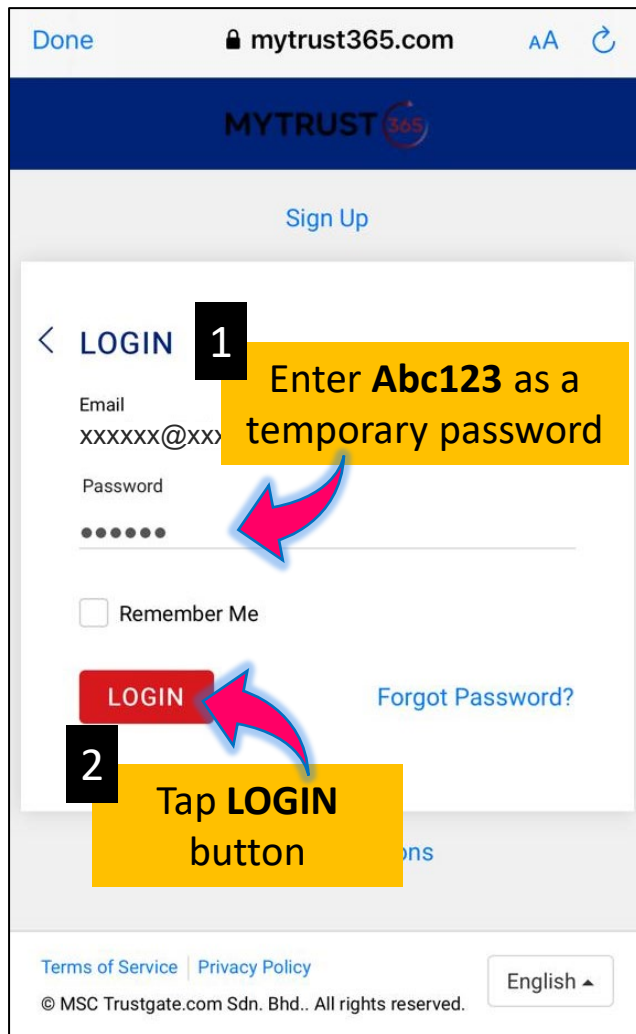 Done mytrust365.com AA
MYTRUST 365
Sign Up
LOGIN
1
Enter Abc123 as a
temporary password
Email
xxxxxx@xxx
Password
●●●●●●
Remember Me
LOGIN Forgot Password?
2
Tap LOGIN
button
ons
Terms of Service | Privacy Policy
© MSC Trustgate.com Sdn. Bhd.. All rights reserved.
English